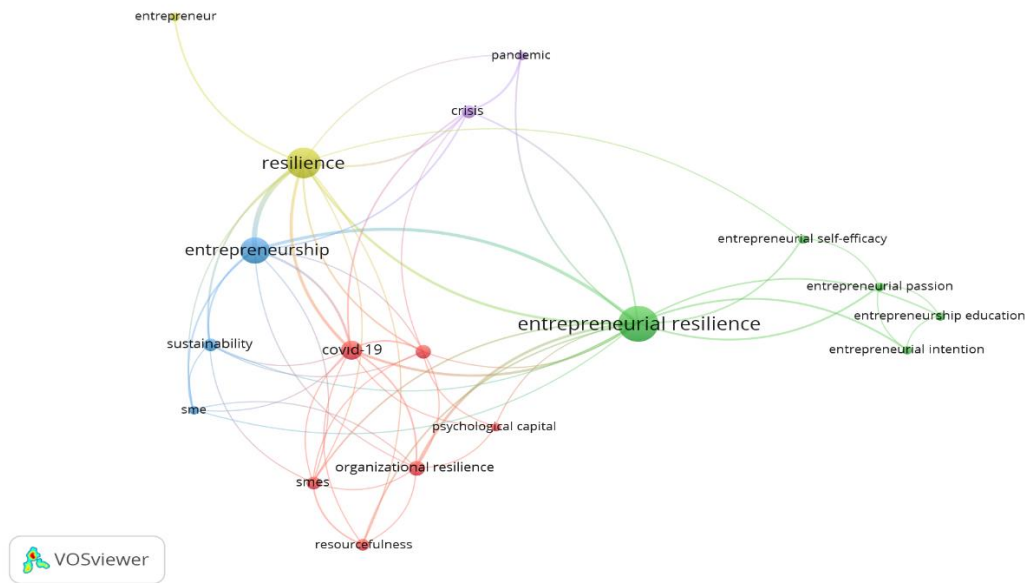 entrepreneur
pandemic
crisis
resilience
entrepreneurship
entrepreneurial self-efficacy
entrepreneurial passion
entrepreneurship education
entrepreneurial resilience
sustainability
covid-19
entrepreneurial intention
sme
psychological capital
organizational resilience
smes
resourcefulness
VOSviewer